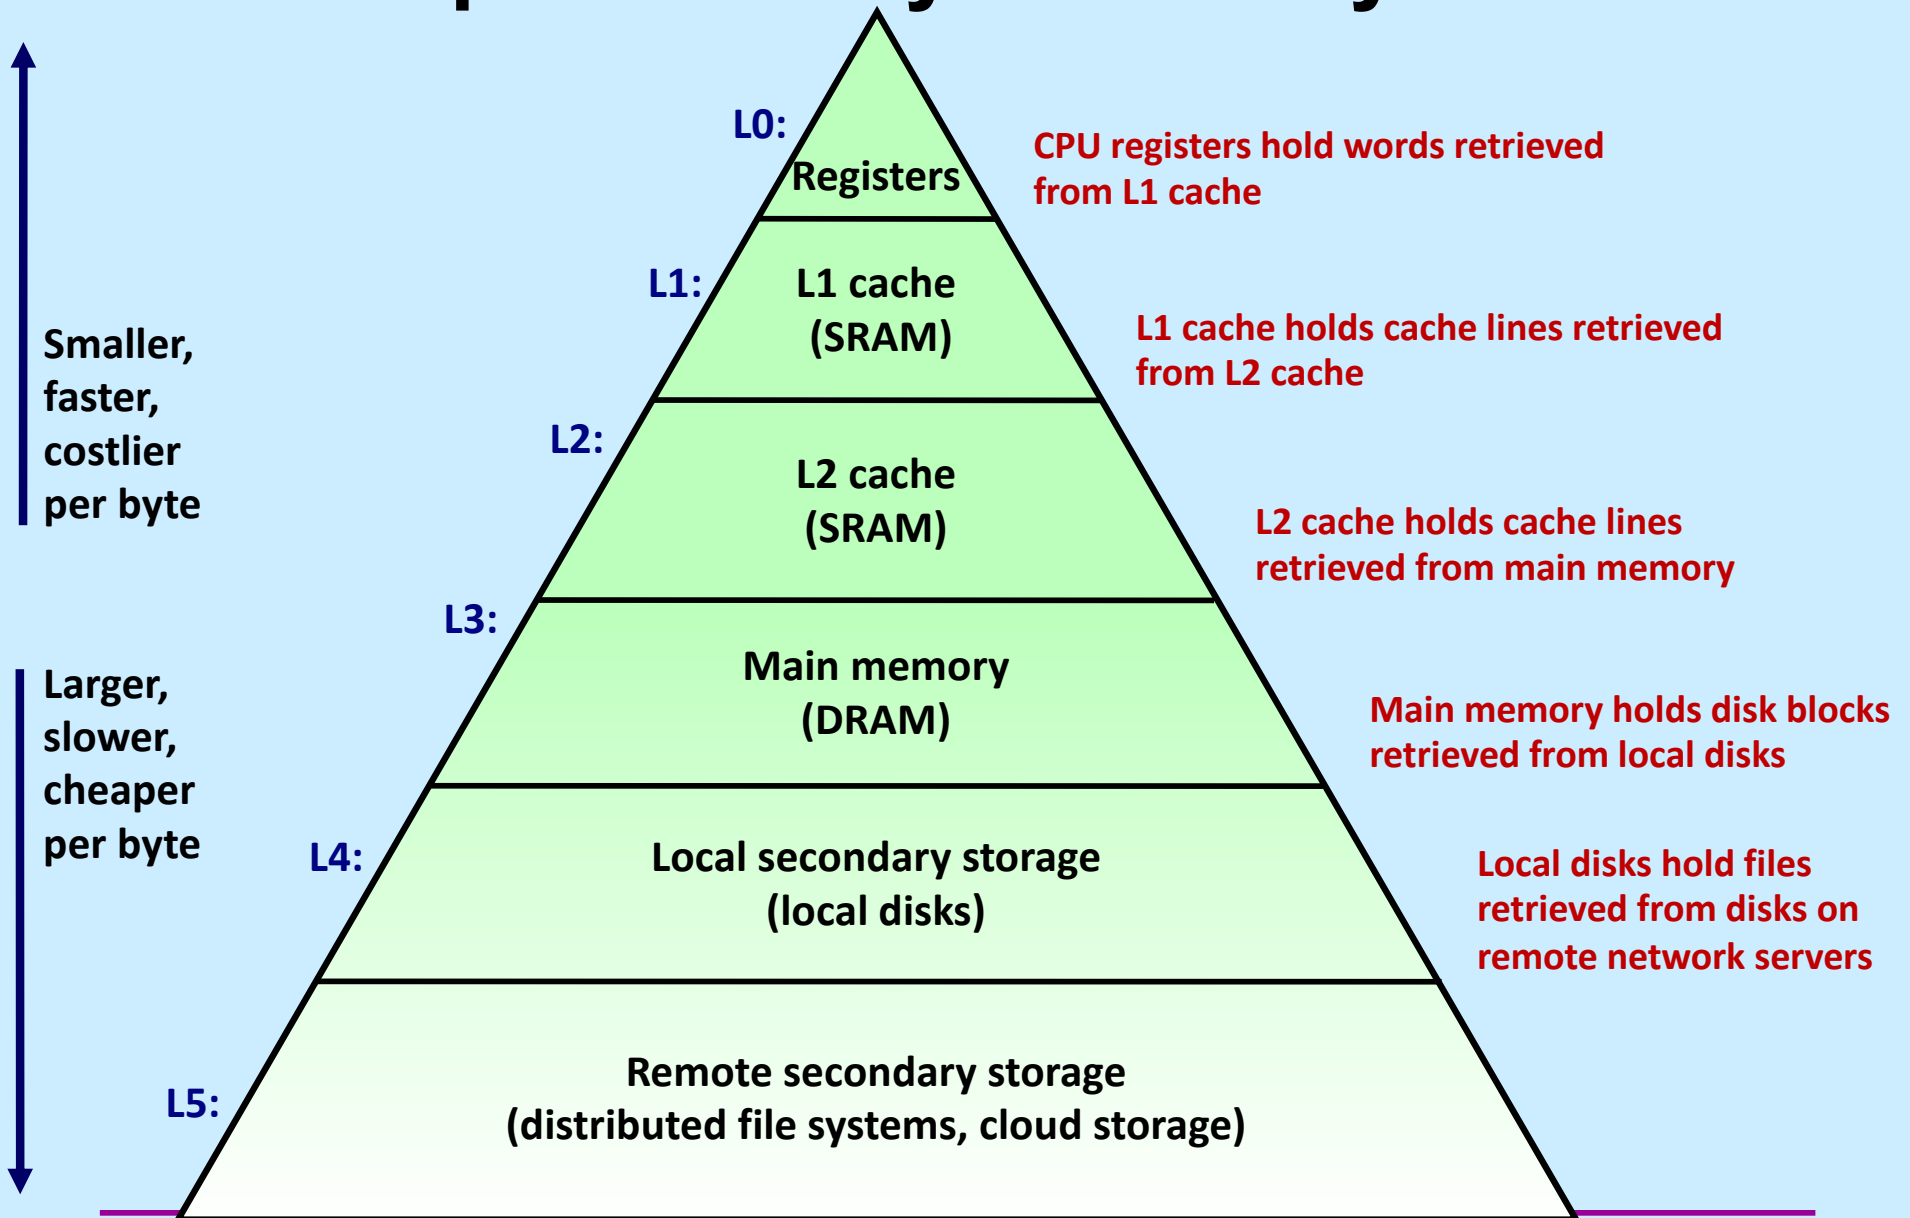 L0:
Registers
CPU registers hold words retrieved
from L1 cache
L1:
L1 cache
(SRAM)
L1 cache holds cache lines retrieved
from L2 cache
Smaller,
faster,
costlier
per byte
L2:
L2 cache
(SRAM)
L2 cache holds cache lines
retrieved from main memory
L3:
Main memory
(DRAM)
Main memory holds disk blocks
retrieved from local disks
Larger,
slower,
cheaper
per byte
L4:
Local secondary storage
(local disks)
Local disks hold files
retrieved from disks on
remote network servers
L5:
Remote secondary storage
(distributed file systems, cloud storage)